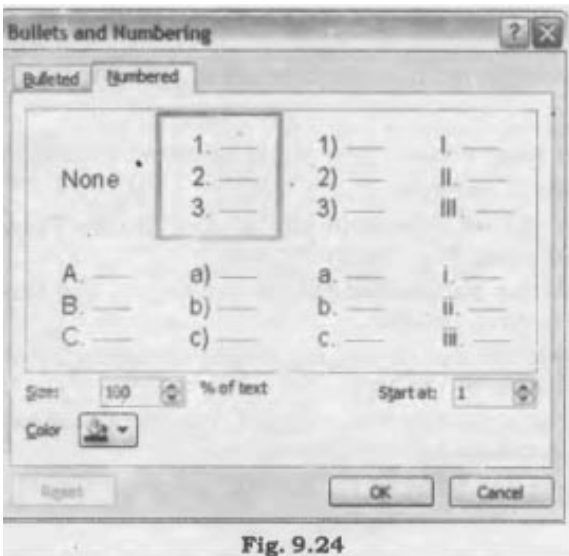 Bullets and Numbering
Bulleted Numbered
None
1.
2.
3.
1)
2)
3)
I.
II.
III.
A.
B.
C.
a)
b)
c)
a.
b.
c.
i.
ii.
iii.
Size: 100 % of text Start at: 1
Color
Reset OK Cancel
Fig. 9.24